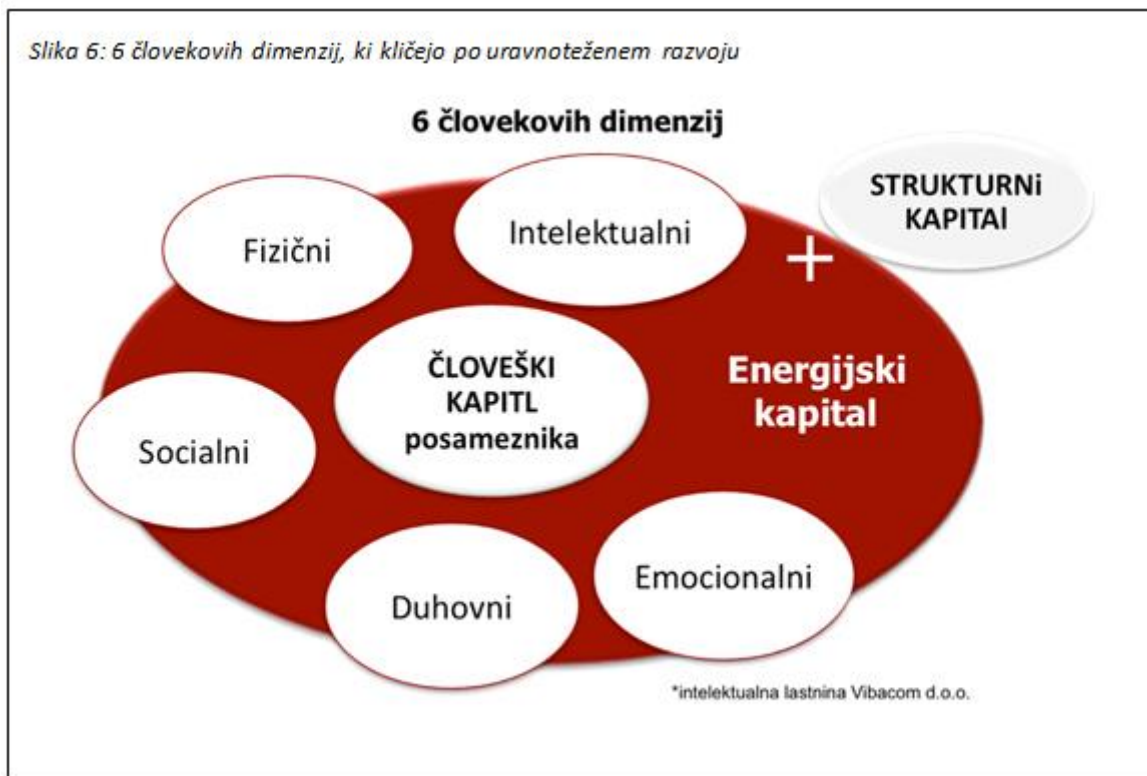 Slika 6: 6 človekovih dimenzij, ki kličejo po uravnoteženem razvoju
6 človekovih dimenzij
STRUKTURNi
KAPITAl
Fizični
Intelektualni
+
ČLOVEŠKI
KAPITL
posameznika
Energijski
kapital
Socialni
Duhovni
Emocionalni
*intelektualna lastnina Vibacom d.o.o.